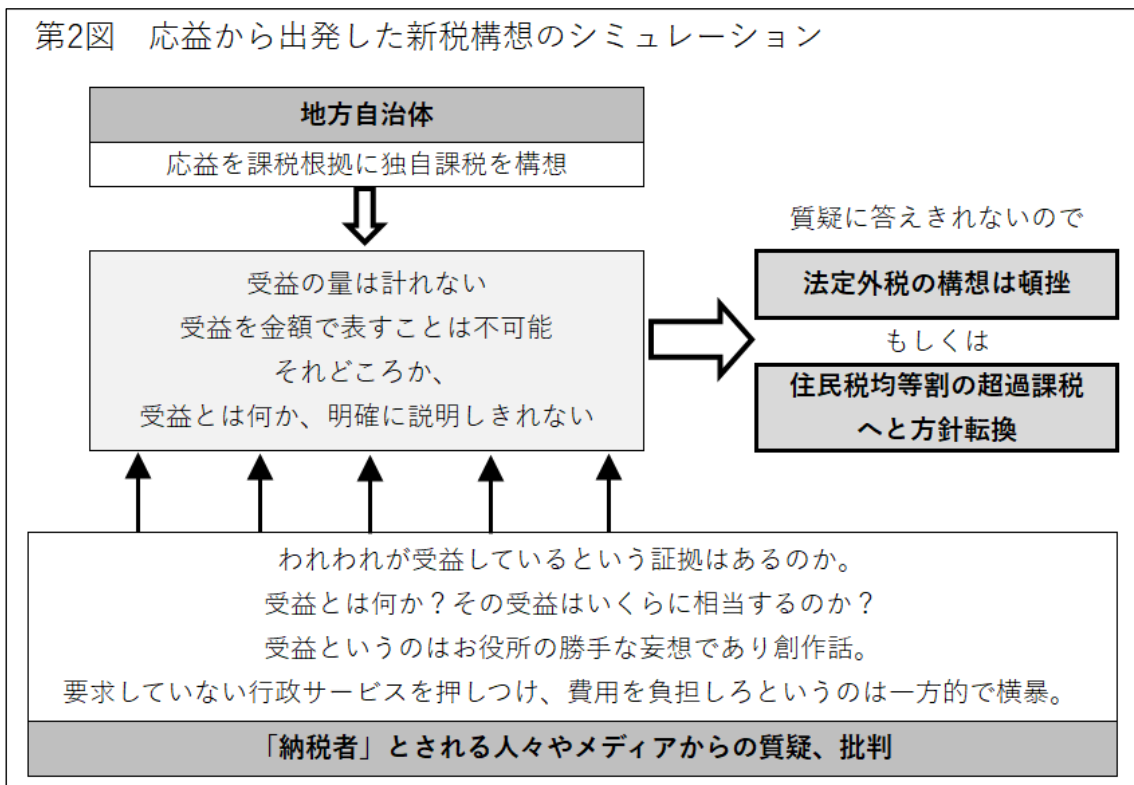 第2図　応益から出発した新税構想のシミュレーション
地方自治体
応益を課税根拠に独自課税を構想
受益の量は計れない
受益を金額で表すことは不可能
それどころか、
受益とは何か、明確に説明しきれない
質疑に答えきれないので
法定外税の構想は頓挫
もしくは
住民税均等割の超過課税
へと方針転換
われわれが受益しているという証拠はあるのか。
受益とは何か？その受益はいくらに相当するのか？
受益というのはお役所の勝手な妄想であり創作話。
要求していない行政サービスを押しつけ、費用を負担しろというのは一方的で横暴。
「納税者」とされる人々やメディアからの質疑、批判